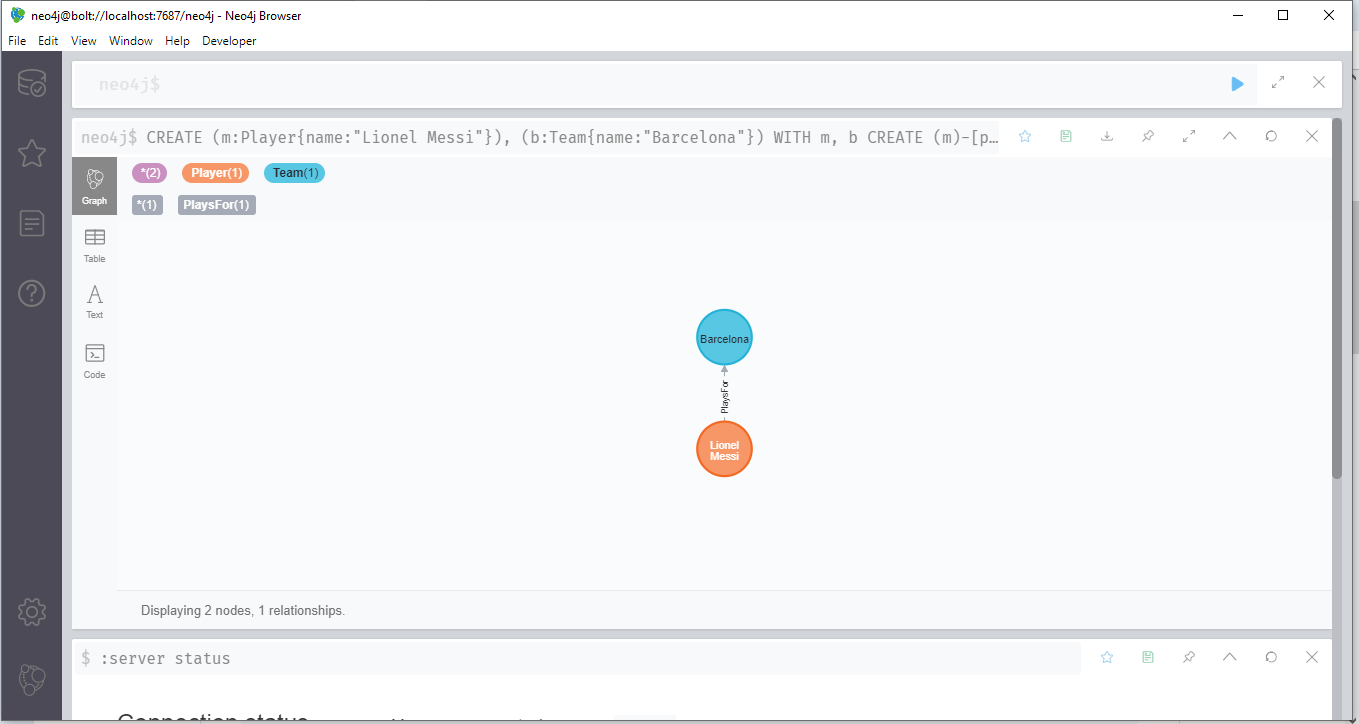 neo4j@bolt://localhost:7687/neo4j - Neo4j Browser
File Edit View Window Help Developer
neo4j$
neo4j$ CREATE (m:Player{name:"Lionel Messi"}), (b:Team{name:"Barcelona"}) WITH m, b CREATE (m)-[p…
*(2) Player(1) Team(1)
*(1) PlaysFor(1)
Graph
Table
Text
Code
Barcelona
PlaysFor
Lionel
Messi
Displaying 2 nodes, 1 relationships.
$ :server status
Connection status